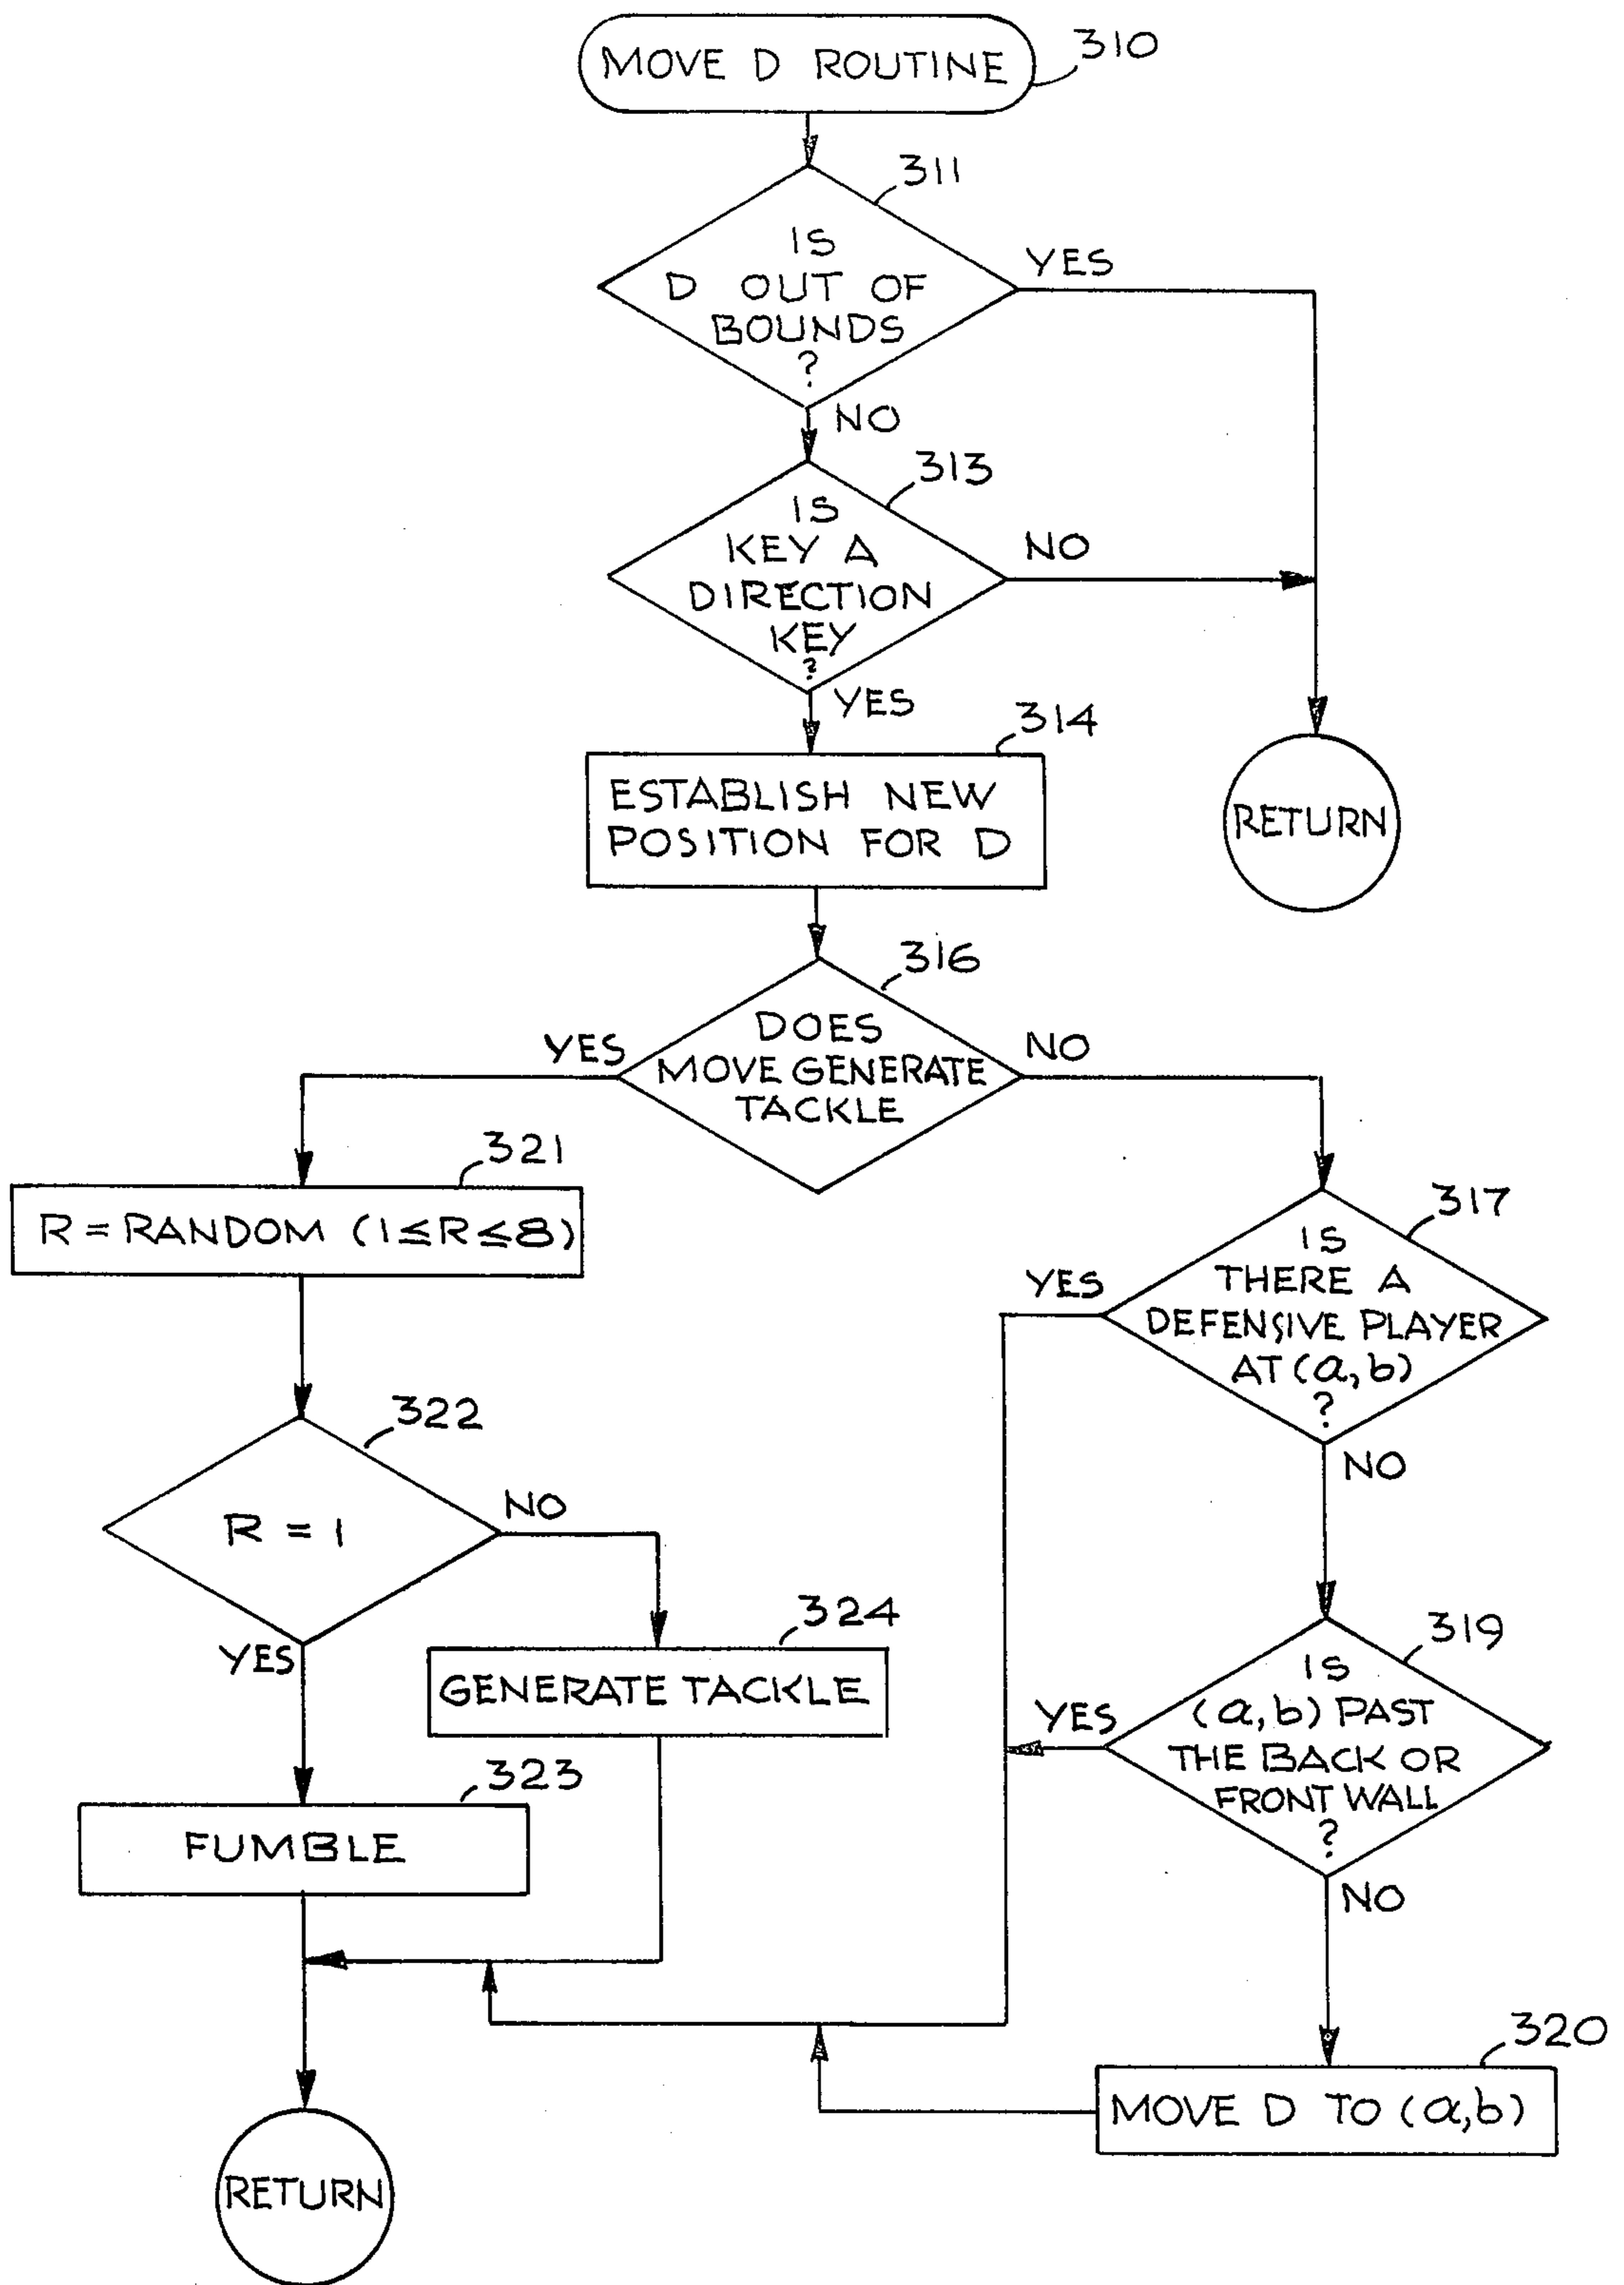 MOVE D ROUTINE
310
311
IS
D OUT OF
BOUNDS
?
YES
NO
313
IS
KEY A
DIRECTION
KEY
?
NO
YES
314
ESTABLISH NEW
POSITION FOR D
RETURN
316
DOES
MOVE GENERATE
TACKLE
YES
NO
321
R = RANDOM (1≤R≤8)
317
IS
THERE A
DEFENSIVE PLAYER
AT (a,b)
?
YES
NO
322
R = 1
NO
YES
324
GENERATE TACKLE
319
IS
(a,b) PAST
THE BACK OR
FRONT WALL
?
YES
NO
323
FUMBLE
320
MOVE D TO (a,b)
RETURN